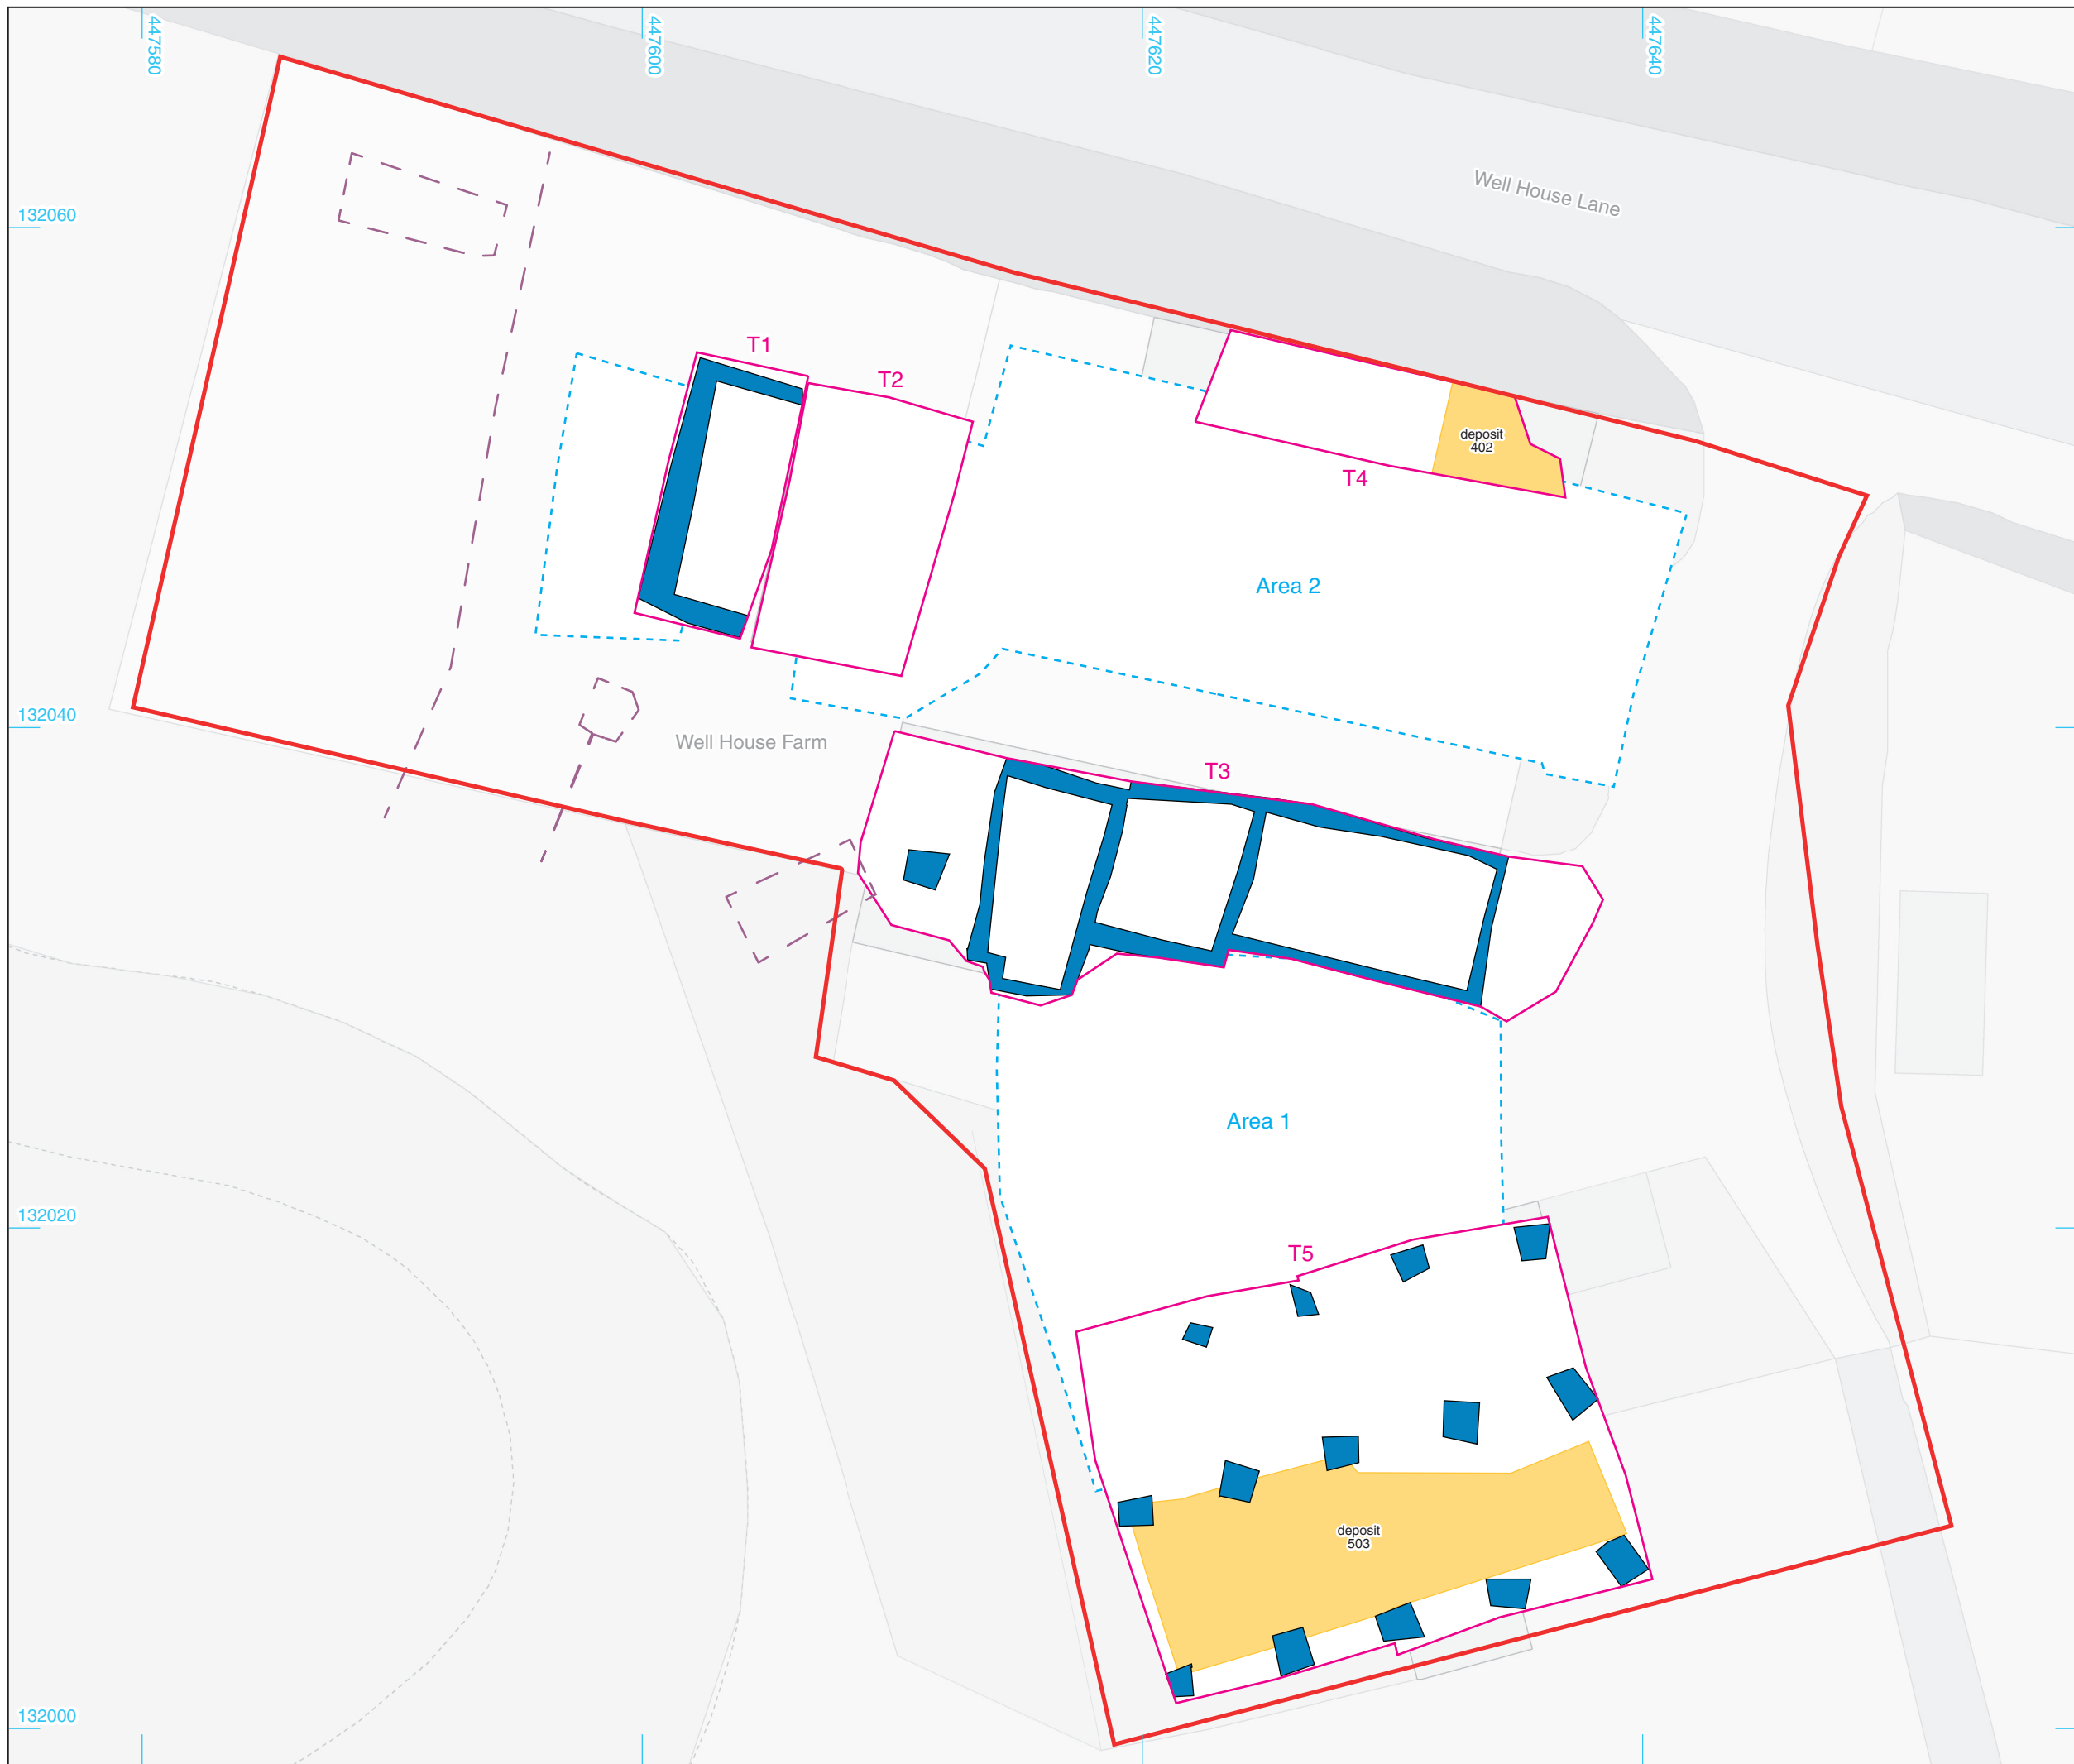 447580
447600
447620
447640
Well House Lane
132060
T1
T2
deposit
402
T4
Area 2
132040
Well House Farm
T3
Area 1
132020
T5
deposit
503
132000